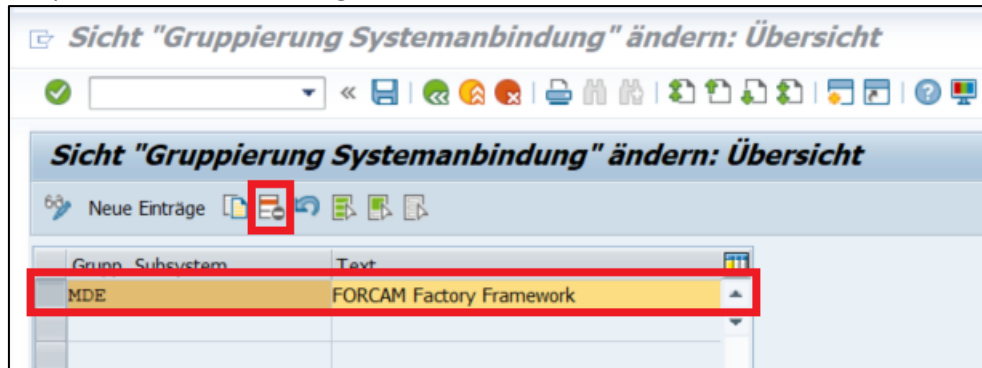 Sicht "Gruppierung Systemanbindung" ändern: Übersicht
Sicht "Gruppierung Systemanbindung" ändern: Übersicht
Neue Einträge
Grupp. Subsystem Text
MDE FORCAM Factory Framework